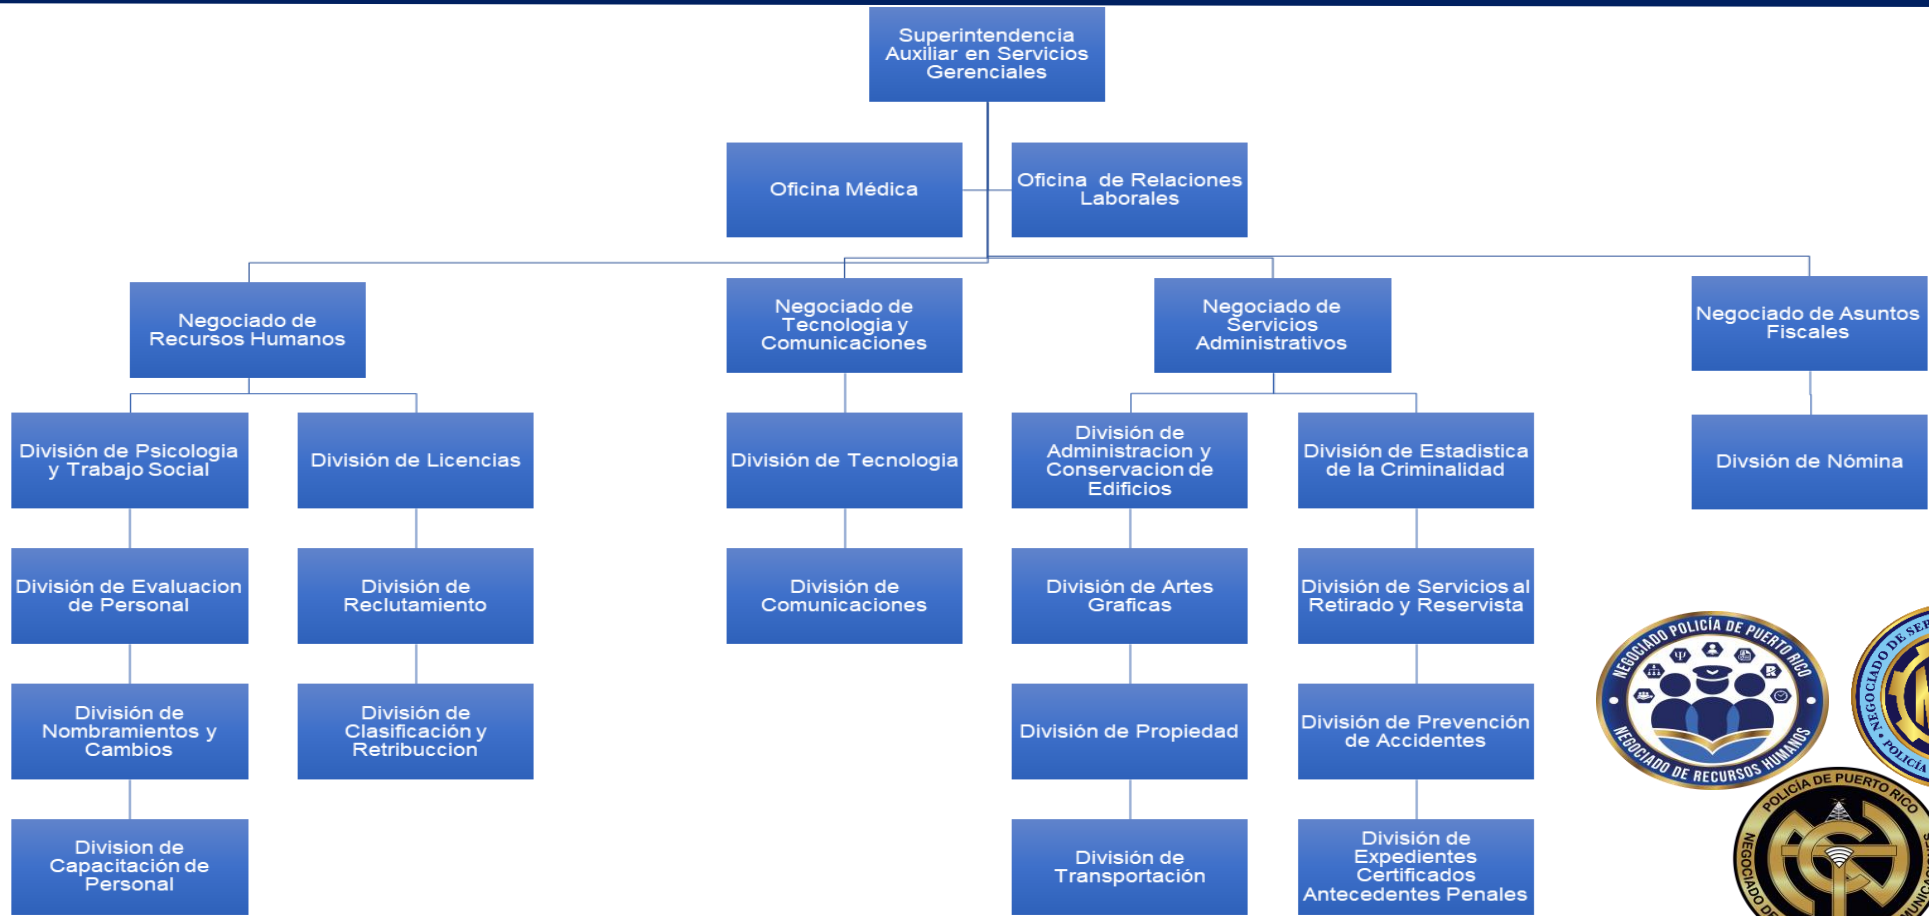 Superintendencia
Auxiliar en Servicios
Gerenciales
Oficina Médica
Oficina de Relaciones
Laborales
Negociado de
Recursos Humanos
Negociado de
Tecnologia y
Comunicaciones
Negociado de
Servicios
Administrativos
Negociado de Asuntos
Fiscales
División de Psicologia
y Trabajo Social
División de Licencias
División de Tecnologia
División de
Administracion y
Conservacion de
Edificios
División de Estadistica
de la Criminalidad
Divsión de Nómina
División de Evaluacion
de Personal
División de
Reclutamiento
División de
Comunicaciones
División de Artes
Graficas
División de Servicios al
Retirado y Reservista
División de
Nombramientos y
Cambios
División de
Clasificación y
Retribuccion
División de Propiedad
División de Prevención
de Accidentes
Division de
Capacitación de
Personal
División de
Transportación
División de
Expedientes
Certificados
Antecedentes Penales
NEGOCIADO POLICÍA DE PUERTO RICO
NEGOCIADO DE RECURSOS HUMANOS
NEGOCIADO DE
POLICÍA
POLICÍA DE PUERTO RICO
NEGOCIADO